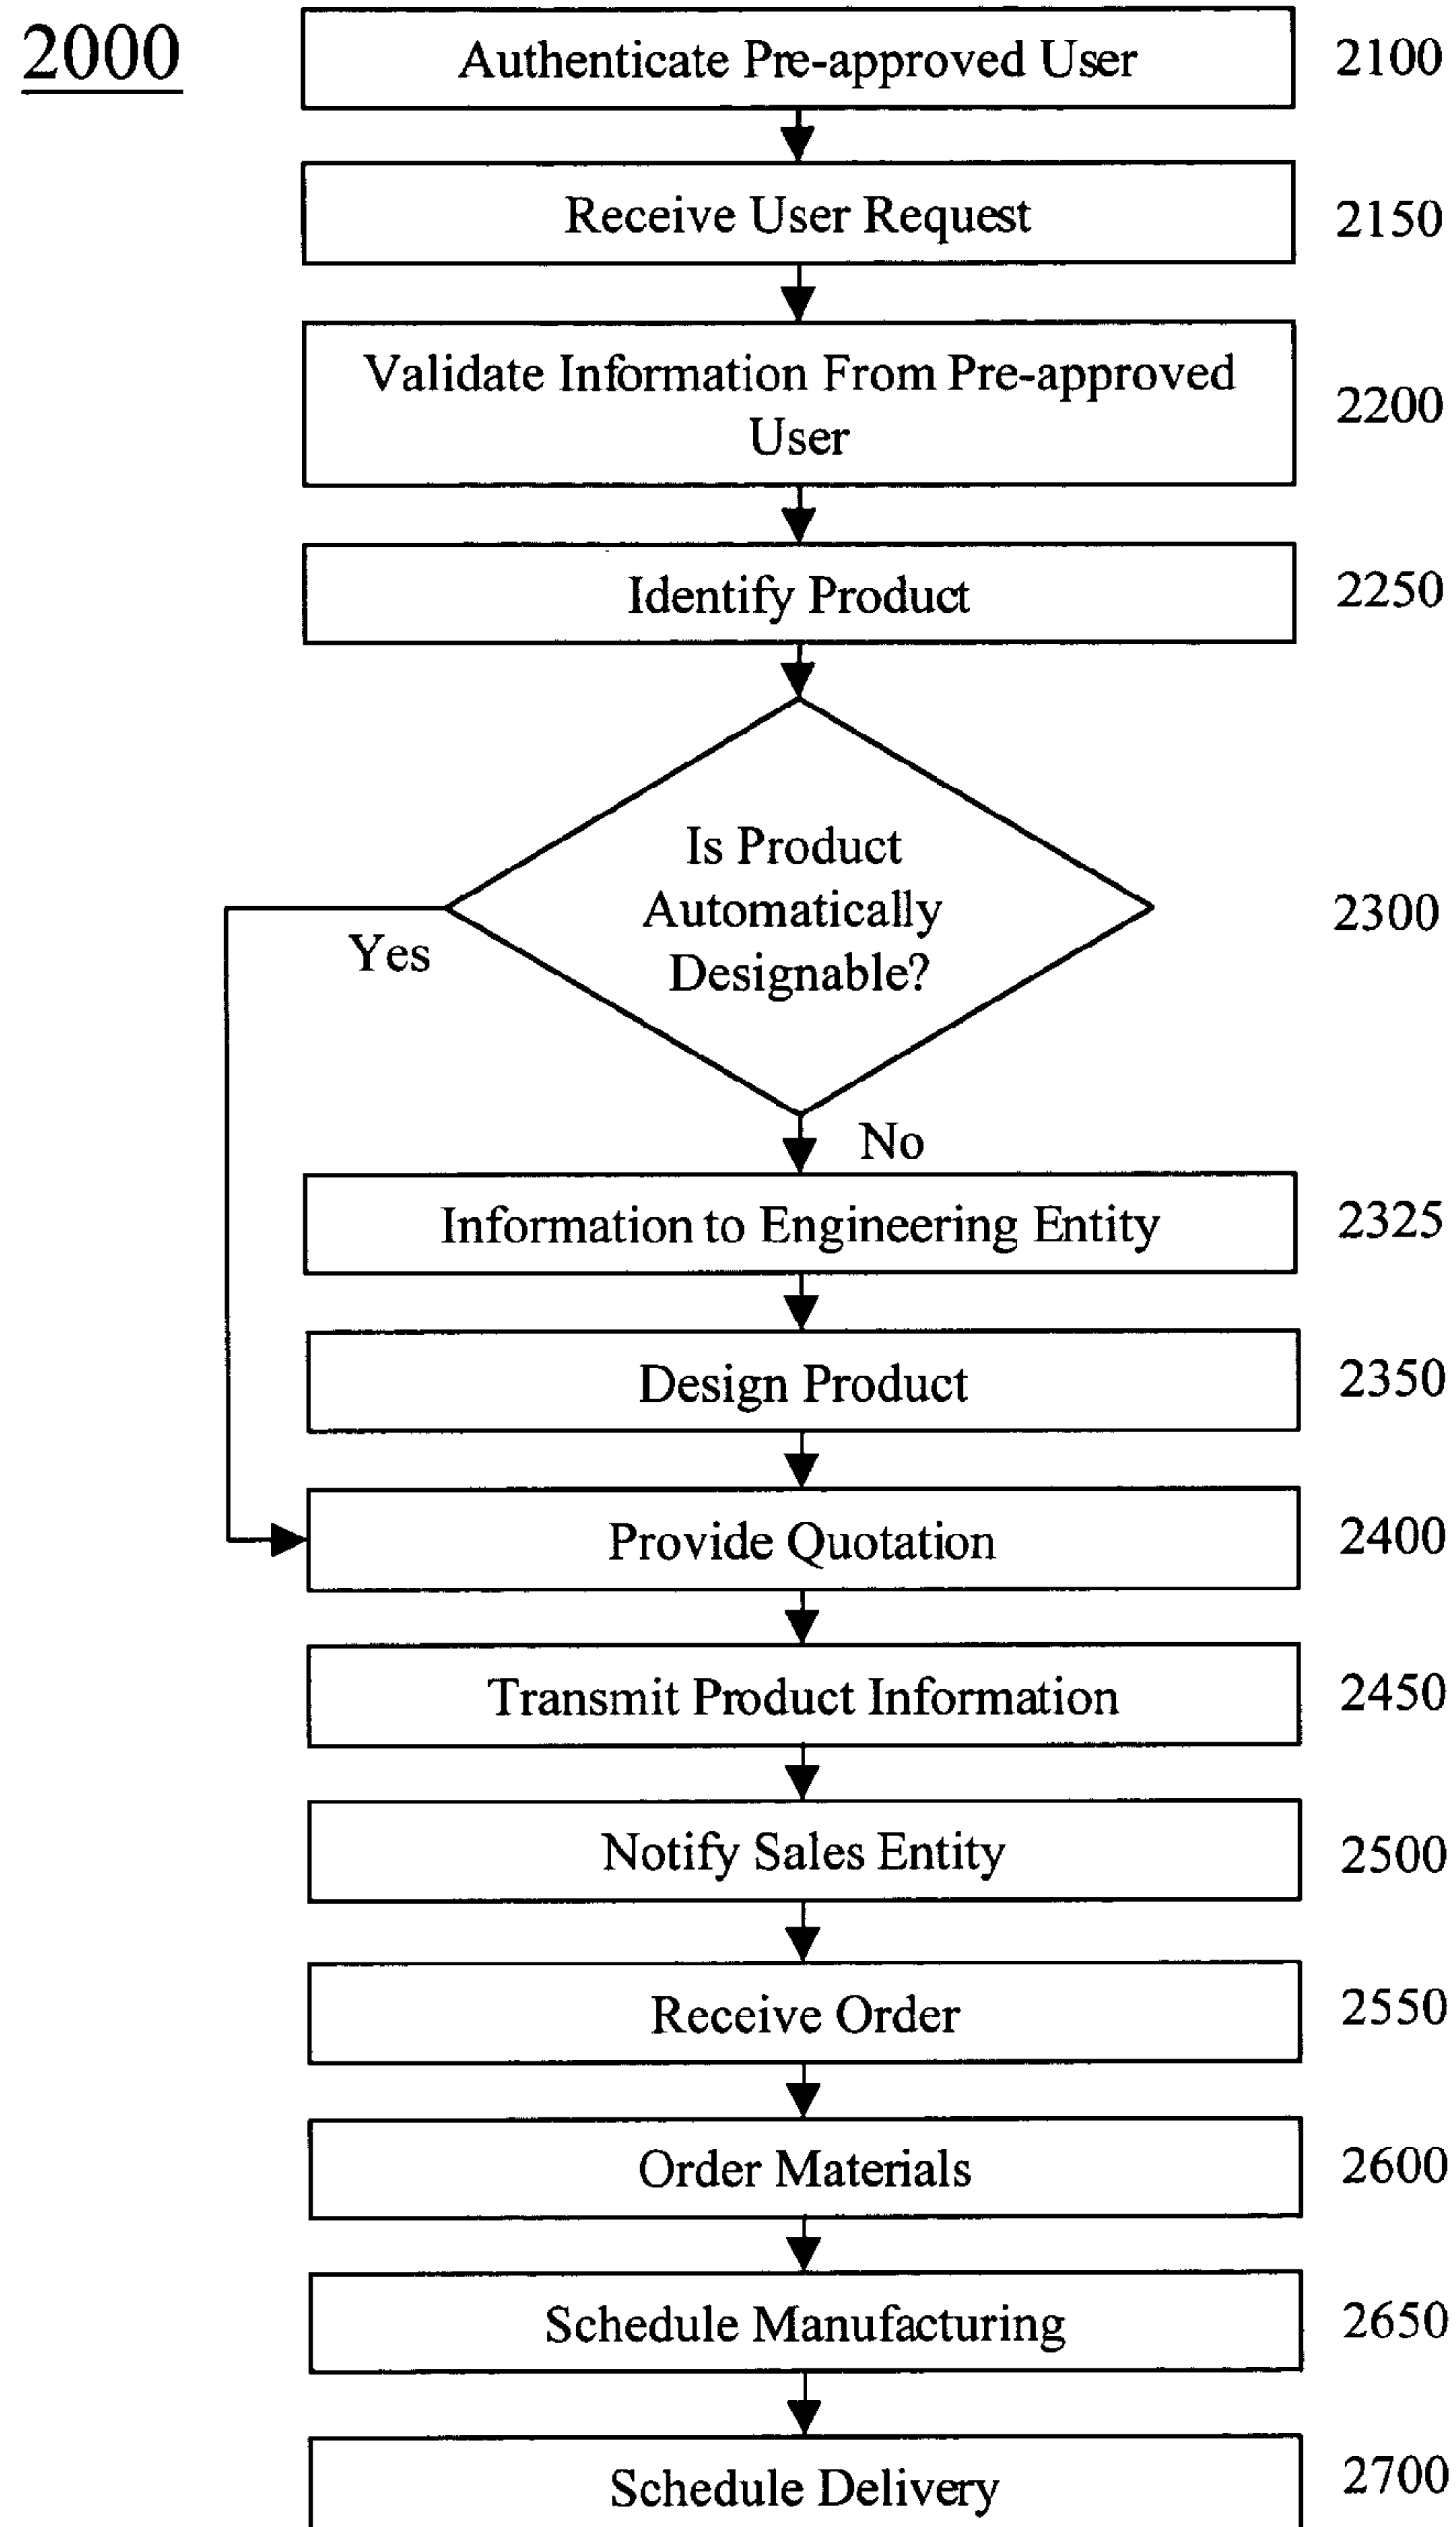 2000
Authenticate Pre-approved User
2100
Receive User Request
2150
Validate Information From Pre-approved
User
2200
Identify Product
2250
Is Product
Automatically
Designable?
2300
Yes
No
Information to Engineering Entity
2325
Design Product
2350
Provide Quotation
2400
Transmit Product Information
2450
Notify Sales Entity
2500
Receive Order
2550
Order Materials
2600
Schedule Manufacturing
2650
Schedule Delivery
2700